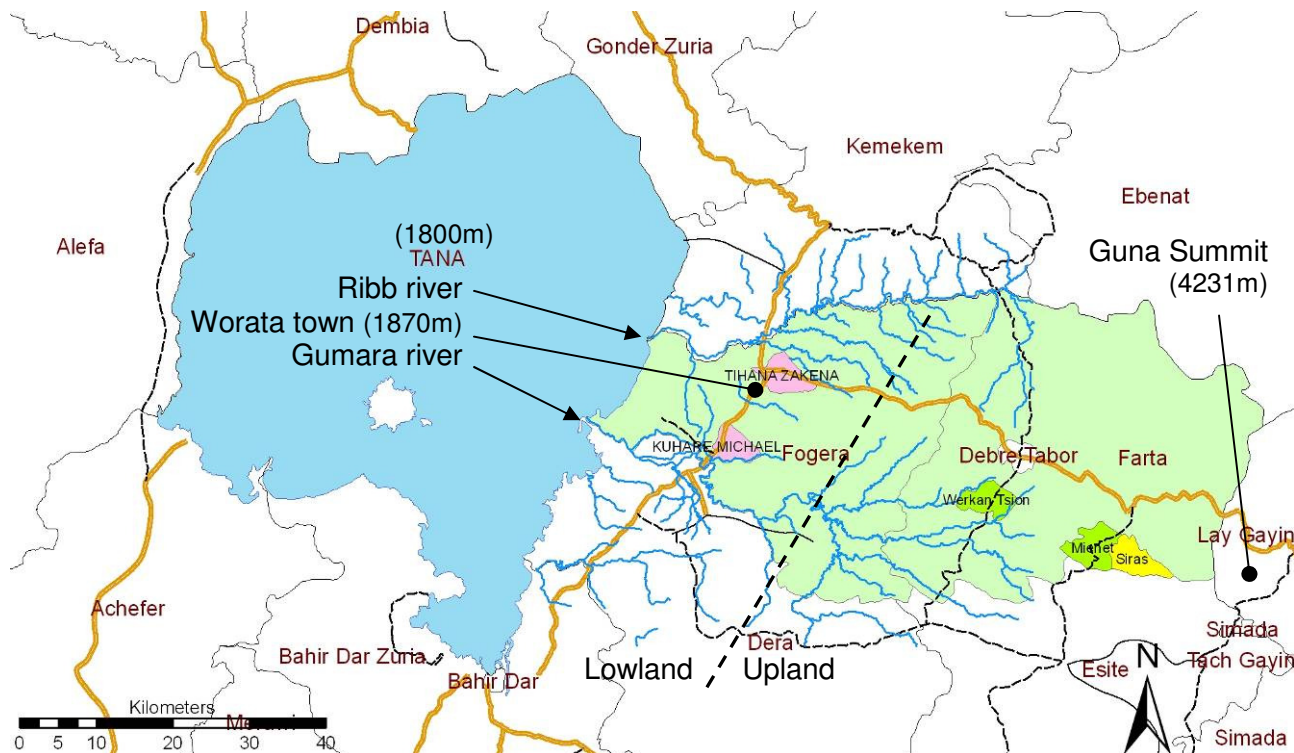 Dembia
Gonder Zuria
Kemekem
Ebenat
Alefa
(1800m)
TANA
Guna Summit
(4231m)
Ribb river
Worata town (1870m)
Gumara river
TIHANA ZAKENA
KUHARE MICHAEL
Fogera
Debre Tabor
Farta
Werkan Tsion
Lay Gayin
Mienet
Siras
Achefer
Simada
Dera
Bahir Dar Zuria
Lowland
Upland
N
Esite
Tach Gayin
Bahir Dar
Kilometers
0 5 10 20 30 40
Simada